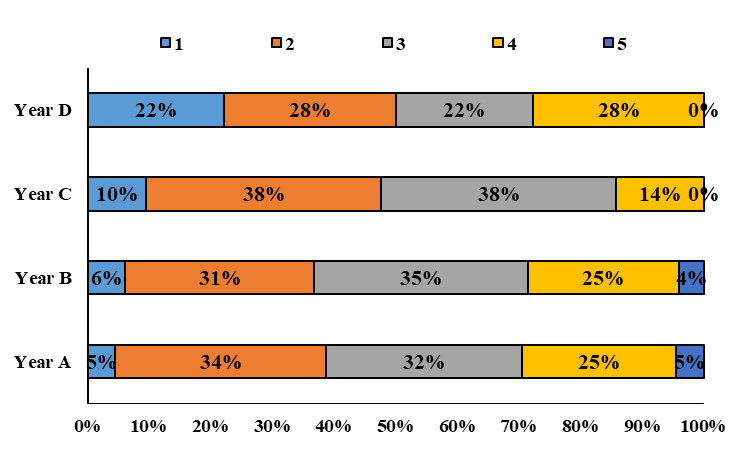 1 2 3 4 5
Year D 22% 28% 22% 28% 0%
Year C 10% 38% 38% 14% 0%
Year B 6% 31% 35% 25% 4%
Year A 5% 34% 32% 25% 5%
0% 10% 20% 30% 40% 50% 60% 70% 80% 90% 100%